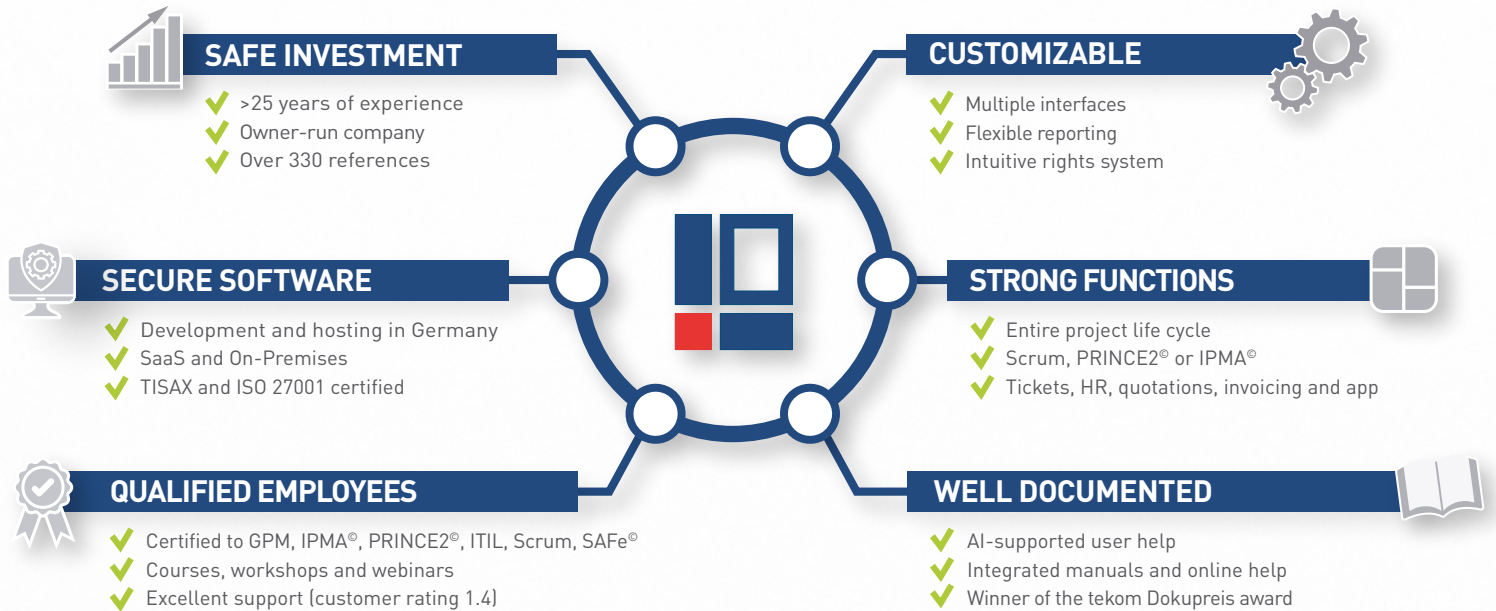 SAFE INVESTMENT
>25 years of experience
Owner-run company
Over 330 references
CUSTOMIZABLE
Multiple interfaces
Flexible reporting
Intuitive rights system
SECURE SOFTWARE
Development and hosting in Germany
SaaS and On-Premises
TISAX and ISO 27001 certified
STRONG FUNCTIONS
Entire project life cycle
Scrum, PRINCE2© or IPMA©
Tickets, HR, quotations, invoicing and app
QUALIFIED EMPLOYEES
Certified to GPM, IPMA©, PRINCE2©, ITIL, Scrum, SAFe©
Courses, workshops and webinars
Excellent support (customer rating 1.4)
WELL DOCUMENTED
AI-supported user help
Integrated manuals and online help
Winner of the tekom Dokupreis award